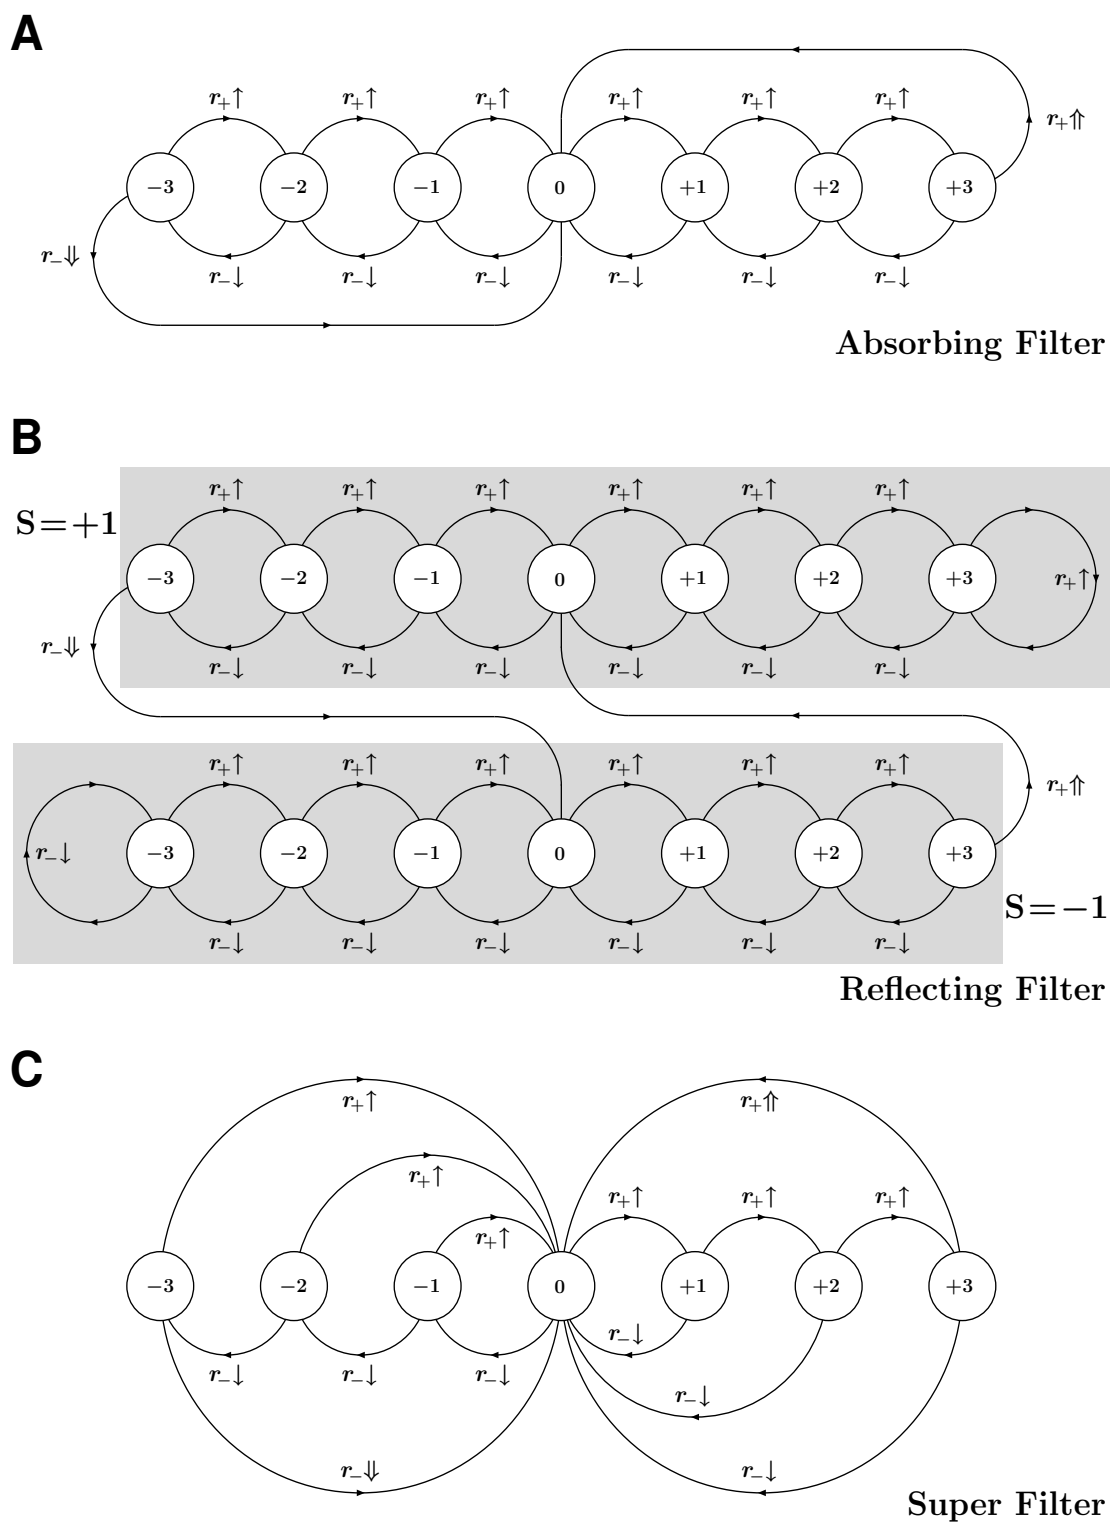 A
r₊↑ r₊↑ r₊↑ r₊↑ r₊↑ r₊↑
r₊⇑
−3 −2 −1 0 +1 +2 +3
r₋⇓
r₋↓ r₋↓ r₋↓ r₋↓ r₋↓ r₋↓
Absorbing Filter
B
r₊↑ r₊↑ r₊↑ r₊↑ r₊↑ r₊↑
S=+1
−3 −2 −1 0 +1 +2 +3 r₊↑
r₋⇓
r₋↓ r₋↓ r₋↓ r₋↓ r₋↓ r₋↓
r₊↑ r₊↑ r₊↑ r₊↑ r₊↑ r₊↑
r₊⇑
r₋↓ −3 −2 −1 0 +1 +2 +3
S=−1
r₋↓ r₋↓ r₋↓ r₋↓ r₋↓ r₋↓
Reflecting Filter
C
r₊↑ r₊⇑
r₊↑
r₊↑ r₊↑ r₊↑
r₊↑
−3 −2 −1 0 +1 +2 +3
r₋↓
r₋↓ r₋↓ r₋↓
r₋↓
r₋⇓ r₋↓
Super Filter